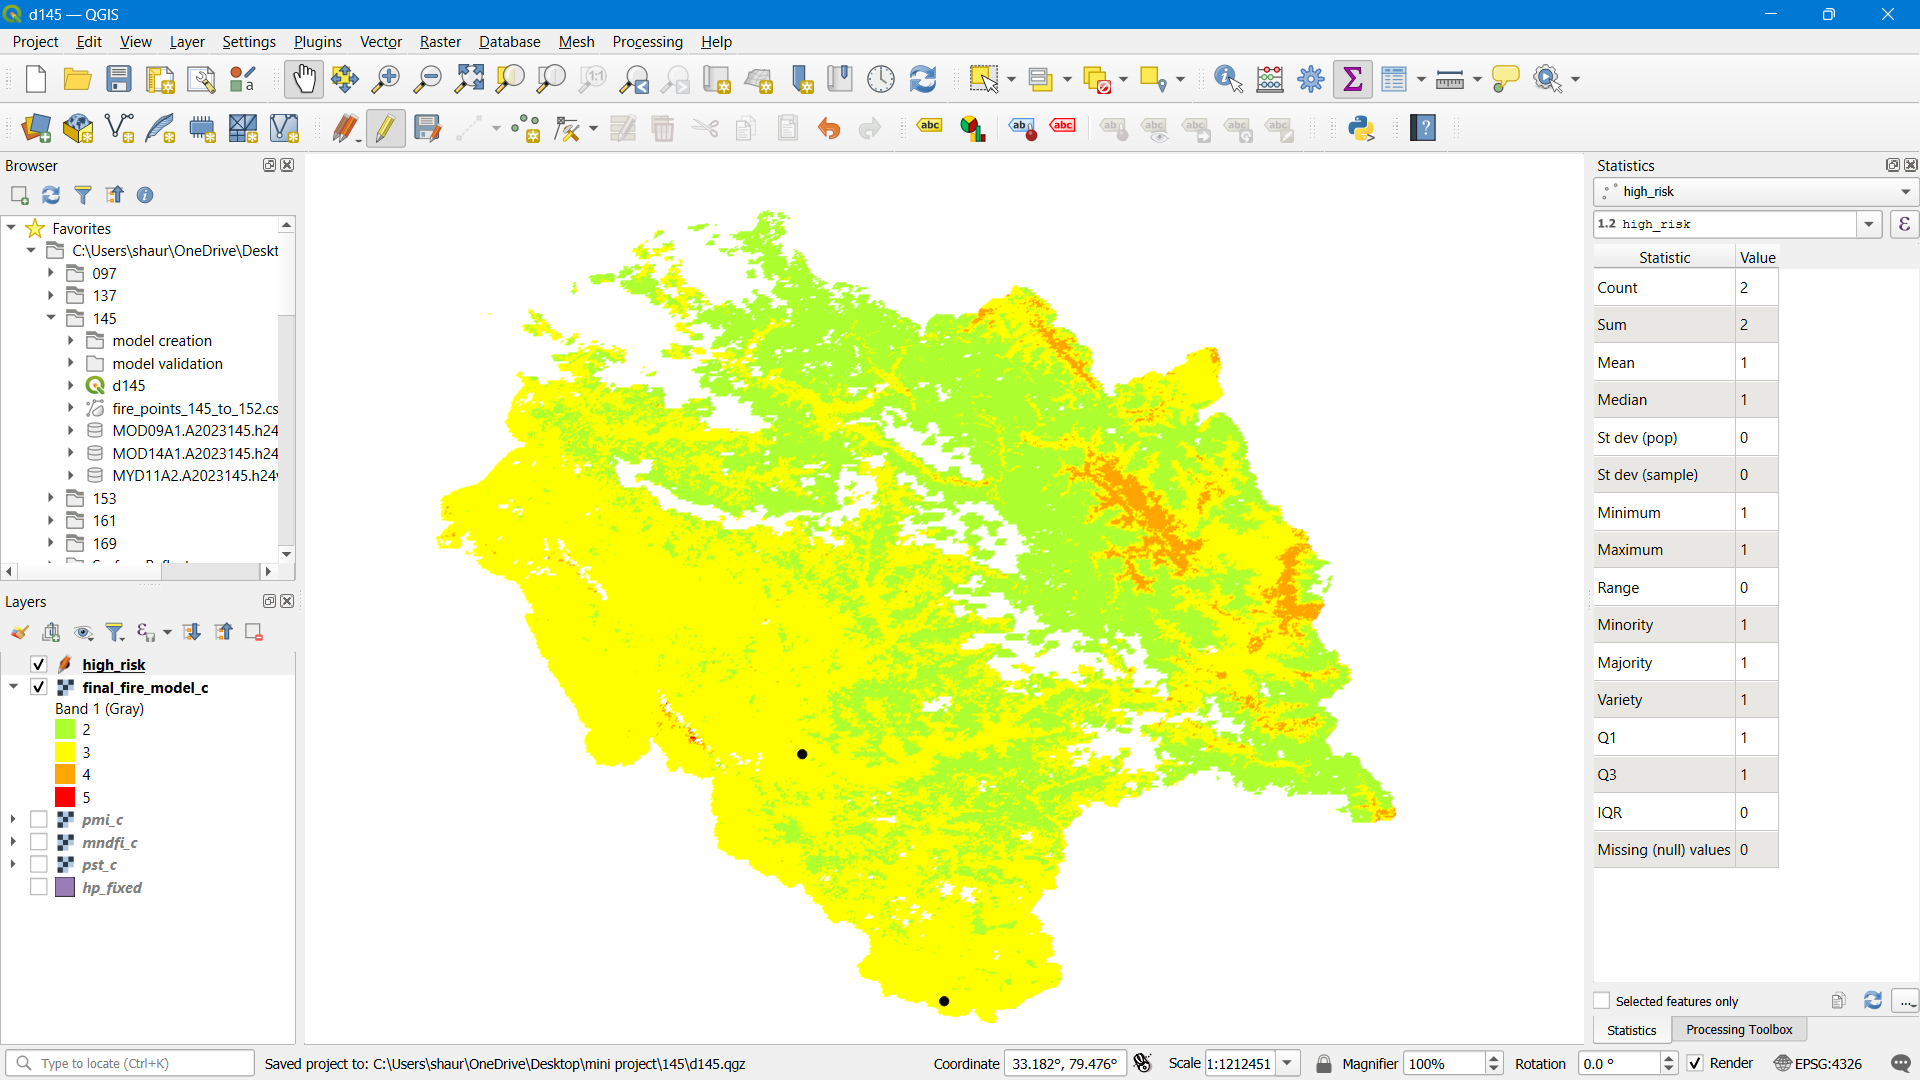 d145 — QGIS
Project Edit View Layer Settings Plugins Vector Raster Database Mesh Processing Help
Browser
Favorites
C:\Users\shaur\OneDrive\Deskt
097
137
145
model creation
model validation
d145
fire_points_145_to_152.cs
MOD09A1.A2023145.h24
MOD14A1.A2023145.h24
MYD11A2.A2023145.h24v
153
161
169
Layers
high_risk
final_fire_model_c
Band 1 (Gray)
2
3
4
5
pmi_c
mndfi_c
pst_c
hp_fixed
Statistics
high_risk
1.2 high_risk
Statistic Value
Count 2
Sum 2
Mean 1
Median 1
St dev (pop) 0
St dev (sample) 0
Minimum 1
Maximum 1
Range 0
Minority 1
Majority 1
Variety 1
Q1 1
Q3 1
IQR 0
Missing (null) values 0
Selected features only
Statistics Processing Toolbox
Type to locate (Ctrl+K) Saved project to: C:\Users\shaur\OneDrive\Desktop\mini project\145\d145.qgz Coordinate 33.182°, 79.476° Scale 1:1212451 Magnifier 100% Rotation 0.0 ° Render EPSG:4326